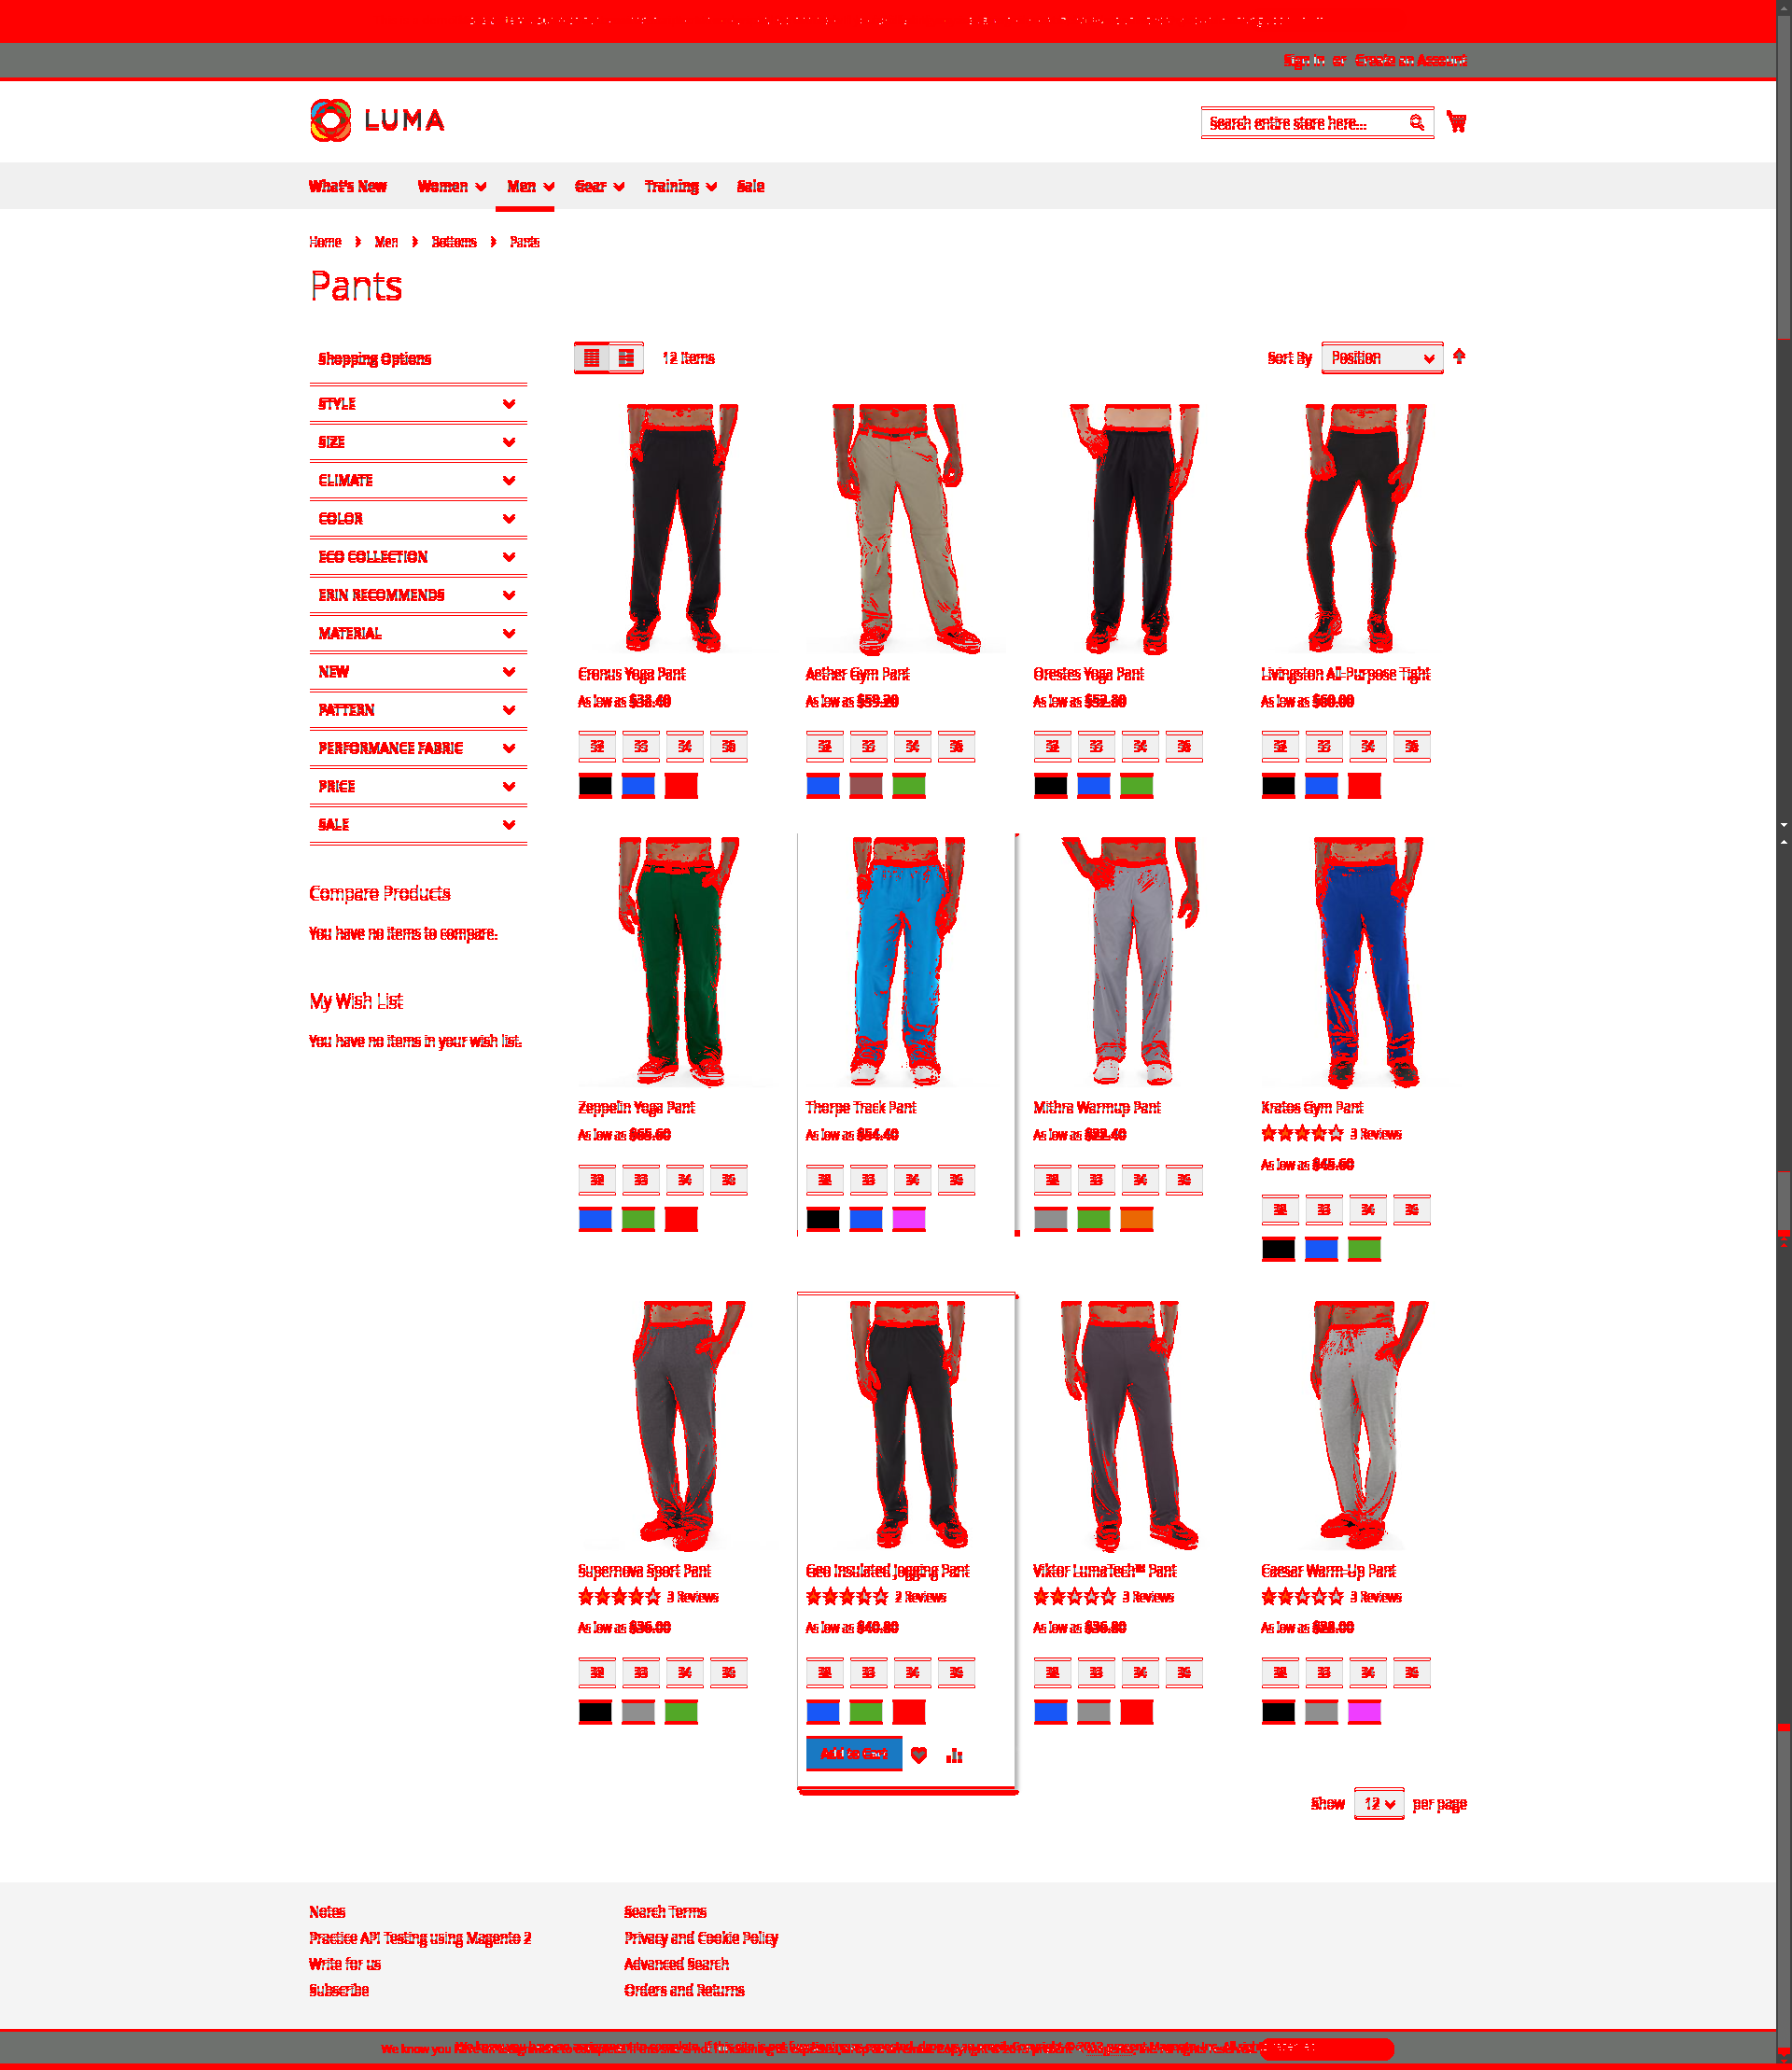 Sign In or Create an Account
LUMA
Search entire store here...
What's New Women Men Gear Training Sale
Home Men Bottoms Pants
Pants
Shopping Options
12 Items
Sort By Position
STYLE
SIZE
CLIMATE
COLOR
ECO COLLECTION
ERIN RECOMMENDS
MATERIAL
NEW
PATTERN
PERFORMANCE FABRIC
PRICE
SALE
Compare Products
You have no items to compare.
My Wish List
You have no items in your wish list.
Cronus Yoga Pant Aether Gym Pant Orestes Yoga Pant Livingston All-Purpose Tight
As low as $38.40 As low as $59.20 As low as $52.80 As low as $60.00
32 33 34 36 32 33 34 36 32 33 34 36 32 33 34 36
Zeppelin Yoga Pant Thorpe Track Pant Mithra Warmup Pant Kratos Gym Pant
3 Reviews
As low as $65.60 As low as $54.40 As low as $22.40
As low as $45.60
32 33 34 36 32 33 34 36 32 33 34 36
32 33 34 36
Supernova Sport Pant Geo Insulated Jogging Pant Viktor LumaTech™ Pant Caesar Warm-Up Pant
3 Reviews 2 Reviews 3 Reviews 3 Reviews
As low as $36.00 As low as $40.80 As low as $36.80 As low as $28.00
32 33 34 36 32 33 34 36 32 33 34 36 32 33 34 36
Add to Cart
Show 12 per page
Notes
Practice API Testing using Magento 2
Write for us
Subscribe
Search Terms
Privacy and Cookie Policy
Advanced Search
Orders and Returns